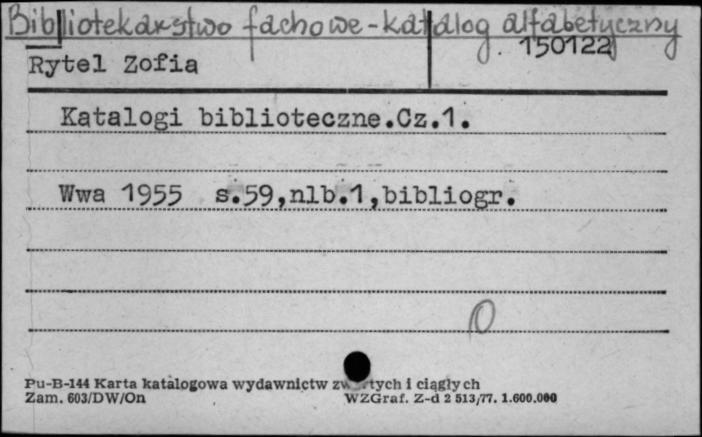 Bibliotekarstwo fachowe-katalog alfabetyczny
150122
Rytel Zofia
Katalogi biblioteczne.Cz.1.
Wwa 1955 s.59,nlb.1,bibliogr.
0
Pu-B-144 Karta katalogowa wydawnictw i ciągłych
Zam. 603/DW/On WZGraf. Z-d 2 513/77. 1.600.000